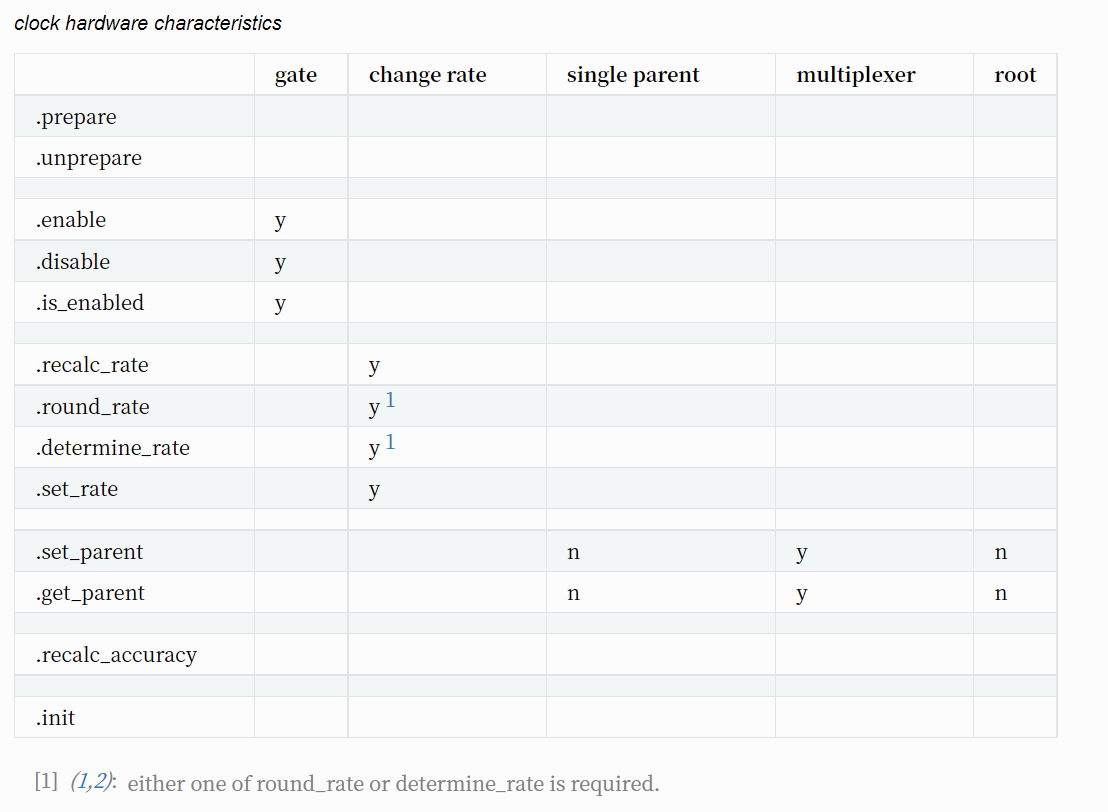 clock hardware characteristics
gate change rate single parent multiplexer root
.prepare
.unprepare
.enable y
.disable y
.is_enabled y
.recalc_rate y
.round_rate y 1
.determine_rate y 1
.set_rate y
.set_parent n y n
.get_parent n y n
.recalc_accuracy
.init
[1] (1,2): either one of round_rate or determine_rate is required.